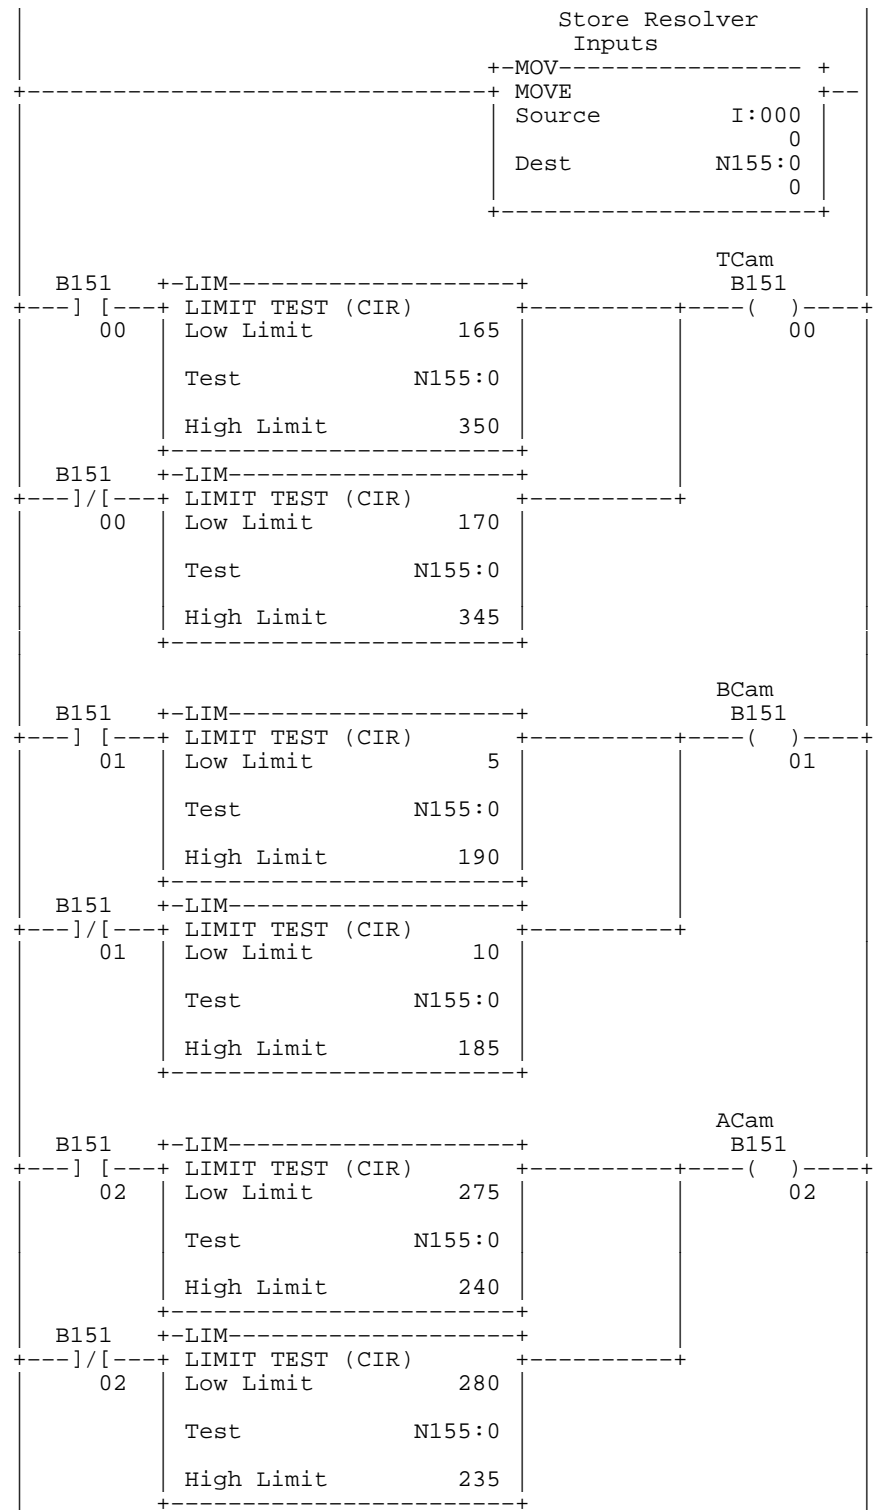 Store Resolver
Inputs
+-MOV----------------- +
+--------------------------------+ MOVE +--|
| Source I:000 |
| 0 |
| Dest N155:0 |
| 0 |
+----------------------+
TCam
B151 +-LIM--------------------+ B151
+---] [---+ LIMIT TEST (CIR) +----------+----( )----+
00 | Low Limit 165 | | 00
| Test N155:0 |
| High Limit 350 |
+------------------------+
B151 +-LIM--------------------+
+---]/[---+ LIMIT TEST (CIR) +----------+
00 | Low Limit 170 |
| Test N155:0 |
| High Limit 345 |
+------------------------+
BCam
B151 +-LIM--------------------+ B151
+---] [---+ LIMIT TEST (CIR) +----------+----( )----+
01 | Low Limit 5 | | 01
| Test N155:0 |
| High Limit 190 |
+------------------------+
B151 +-LIM--------------------+
+---]/[---+ LIMIT TEST (CIR) +----------+
01 | Low Limit 10 |
| Test N155:0 |
| High Limit 185 |
+------------------------+
ACam
B151 +-LIM--------------------+ B151
+---] [---+ LIMIT TEST (CIR) +----------+----( )----+
02 | Low Limit 275 | | 02
| Test N155:0 |
| High Limit 240 |
+------------------------+
B151 +-LIM--------------------+
+---]/[---+ LIMIT TEST (CIR) +----------+
02 | Low Limit 280 |
| Test N155:0 |
| High Limit 235 |
+------------------------+